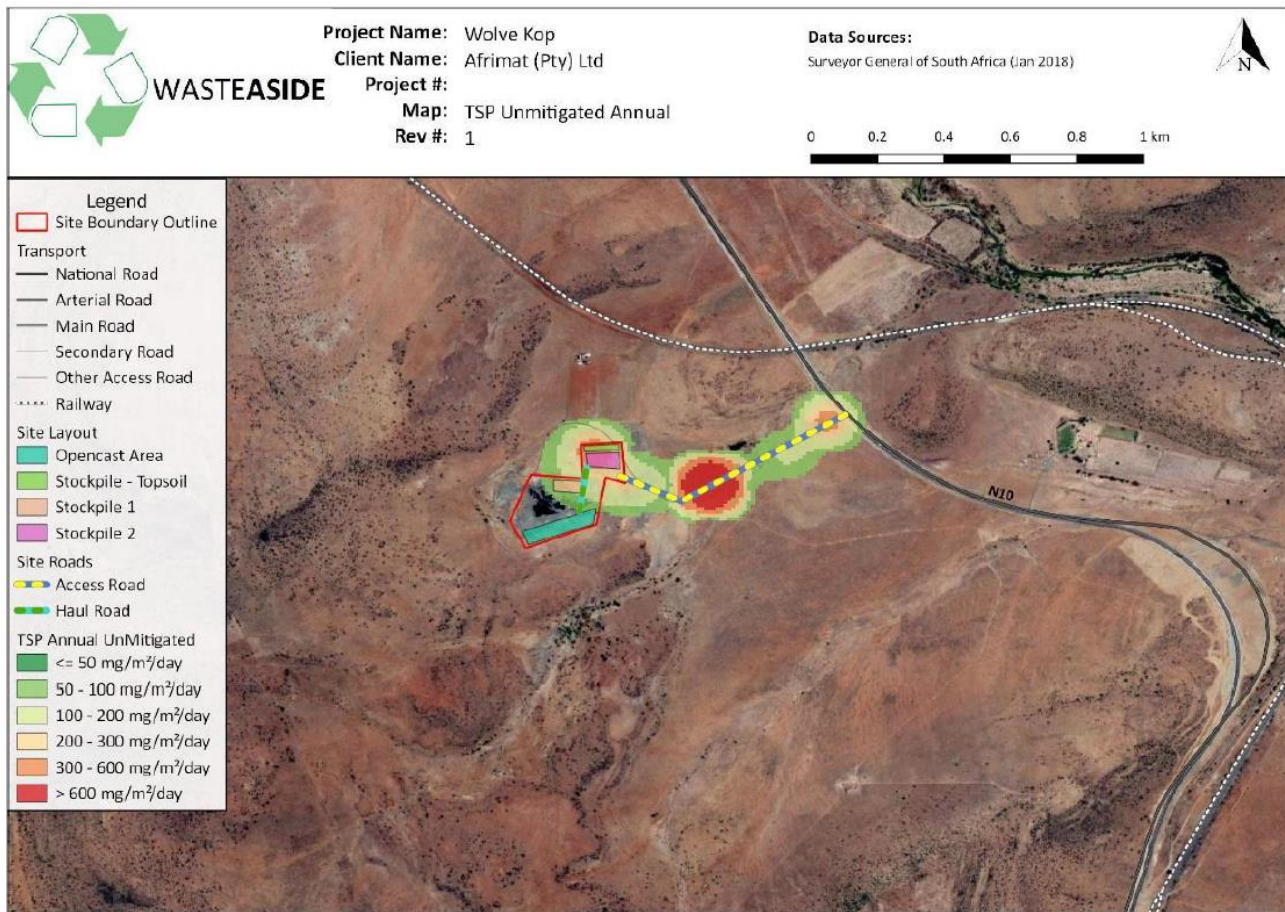 WASTEASIDE
Project Name: Wolve Kop
Client Name: Afrimat (Pty) Ltd
Project #:
Map: TSP Unmitigated Annual
Rev #: 1
Data Sources:
Surveyor General of South Africa (Jan 2018)
N
0 0.2 0.4 0.6 0.8 1 km
Legend
Site Boundary Outline
Transport
National Road
Arterial Road
Main Road
Secondary Road
Other Access Road
Railway
Site Layout
Opencast Area
Stockpile - Topsoil
Stockpile 1
Stockpile 2
Site Roads
Access Road
Haul Road
TSP Annual UnMitigated
<= 50 mg/m²/day
50 - 100 mg/m²/day
100 - 200 mg/m²/day
200 - 300 mg/m²/day
300 - 600 mg/m²/day
> 600 mg/m²/day
N10